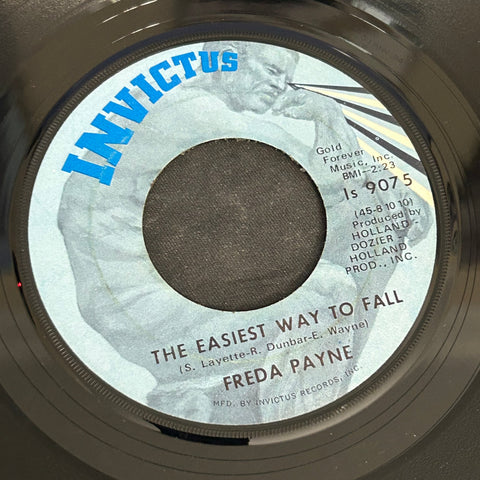 INVICTUS
Gold
Forever
Music, Inc.
BMI-2:23
Is 9075
(45-8 10 10)
Produced by
HOLLAND-
DOZIER-
HOLLAND
PROD., INC.
THE EASIEST WAY TO FALL
(S. Layette-R. Dunbar-E. Wayne)
FREDA PAYNE
MFD. BY INVICTUS RECORDS, INC.